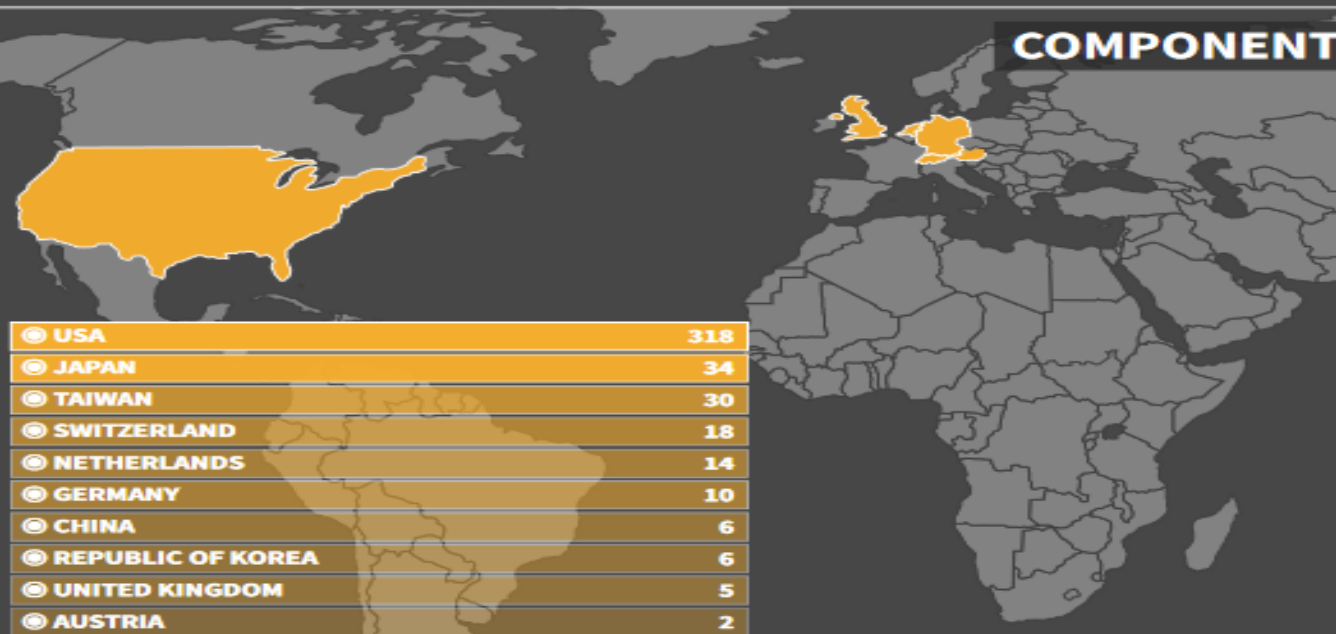 COMPONENT
USA 318
JAPAN 34
TAIWAN 30
SWITZERLAND 18
NETHERLANDS 14
GERMANY 10
CHINA 6
REPUBLIC OF KOREA 6
UNITED KINGDOM 5
AUSTRIA 2